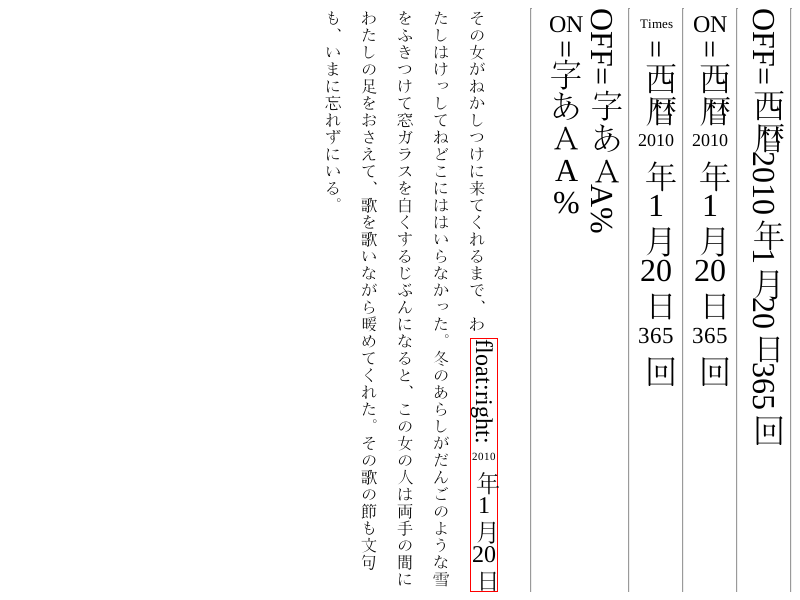 OFF=西暦2010年1月20日365回
ON=西暦2010年1月20日365回
Times=西暦2010年1月20日365回
OFF=字あＡA%
ON=字あＡA%
その女がねかしつけに来てくれるまで、わ
float:right:2010年1月20日
たしはけっしてねどこにははいらなかった。冬のあらしがだんごのような雪
をふきつけて窓ガラスを白くするじぶんになると、この女の人は両手の間に
わたしの足をおさえて、歌を歌いながら暖めてくれた。その歌の節も文句
も、いまに忘れずにいる。